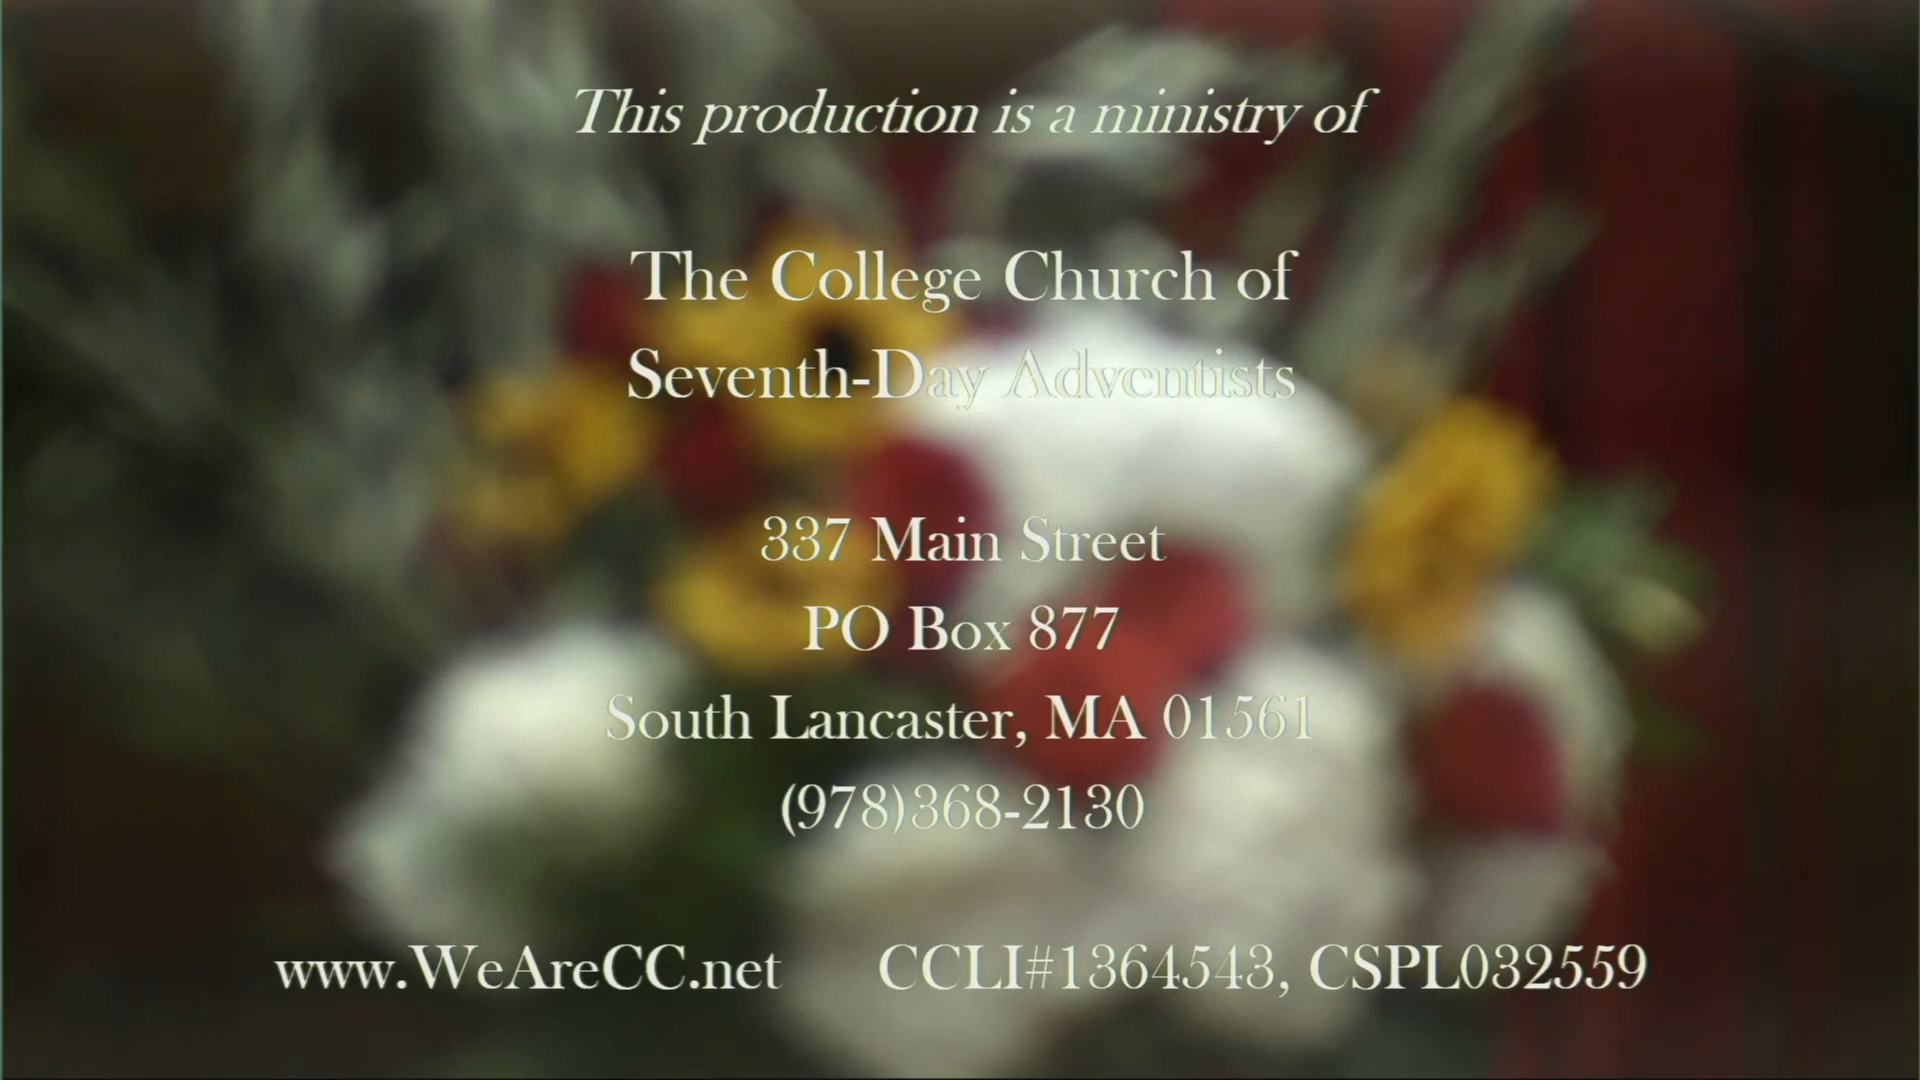 This production is a ministry of
The College Church of
Seventh-Day Adventists
337 Main Street
PO Box 877
South Lancaster, MA 01561
(978)368-2130
www.WeAreCC.net CCLI#1364543, CSPL032559